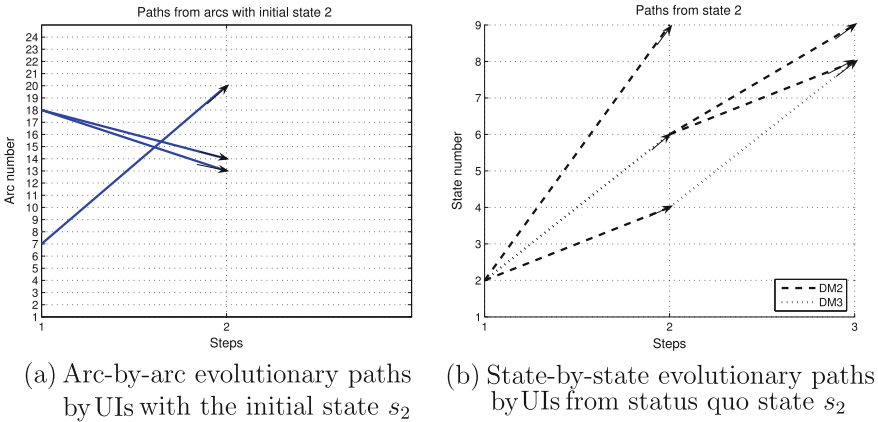 Paths from arcs with initial state 2
24
23
22
21
20
19
18
17
16
15
14
13
12
11
10
9
8
7
6
5
4
3
2
1
Arc number
1 2
Steps
(a) Arc-by-arc evolutionary paths
by UIs with the initial state s₂
Paths from state 2
9
8
7
6
5
4
3
2
1
State number
DM2
DM3
1 2 3
Steps
(b) State-by-state evolutionary paths
by UIs from status quo state s₂